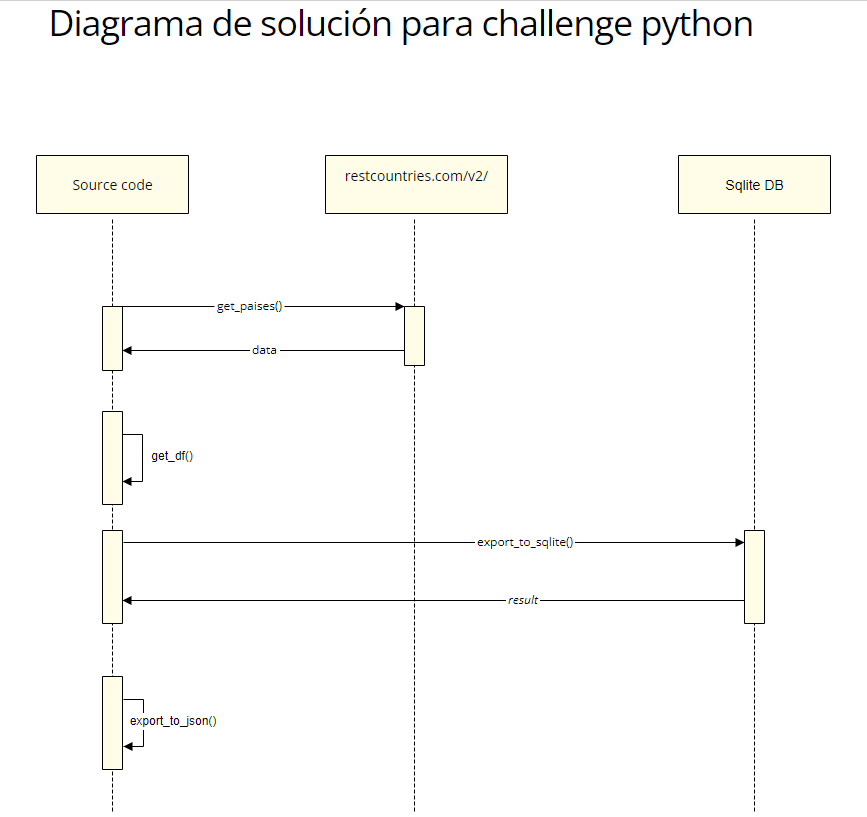 Diagrama de solución para challenge python
Source code
restcountries.com/v2/
Sqlite DB
get_paises()
data
get_df()
export_to_sqlite()
result
export_to_json()